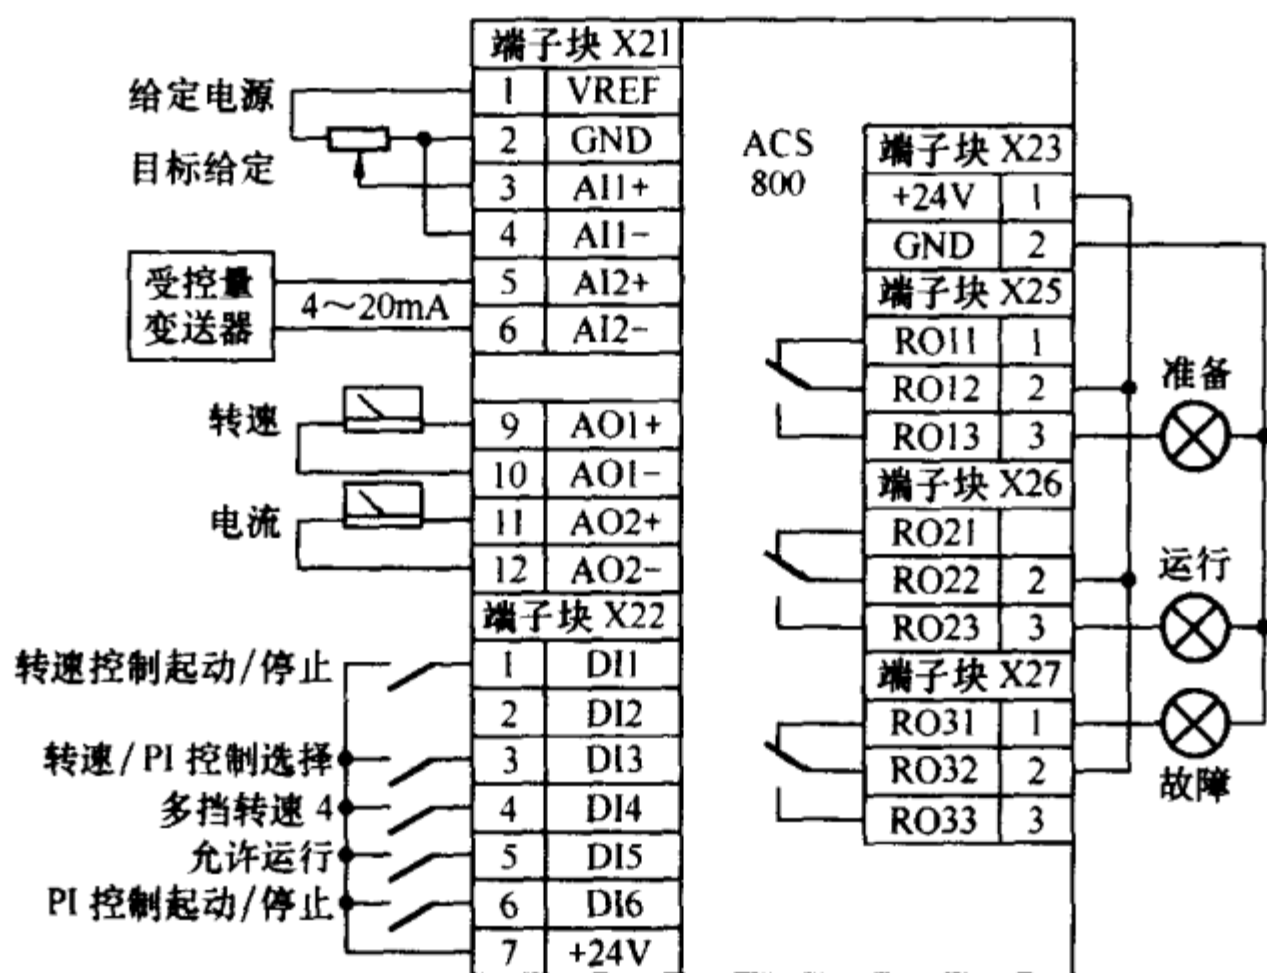 端子块 X21
给定电源
1 VREF
2 GND
目标给定
3 AI1+
4 AI1-
受控量
变送器
4～20mA
5 AI2+
6 AI2-
转速
9 AO1+
10 AO1-
电流
11 AO2+
12 AO2-
端子块 X22
转速控制起动/停止
1 DI1
2 DI2
转速/PI 控制选择
3 DI3
多挡转速 4
4 DI4
允许运行
5 DI5
PI 控制起动/停止
6 DI6
7 +24V
ACS
800
端子块 X23
+24V 1
GND 2
端子块 X25
RO11 1
RO12 2
RO13 3
准备
端子块 X26
RO21
RO22 2
RO23 3
运行
端子块 X27
RO31 1
RO32 2
RO33 3
故障